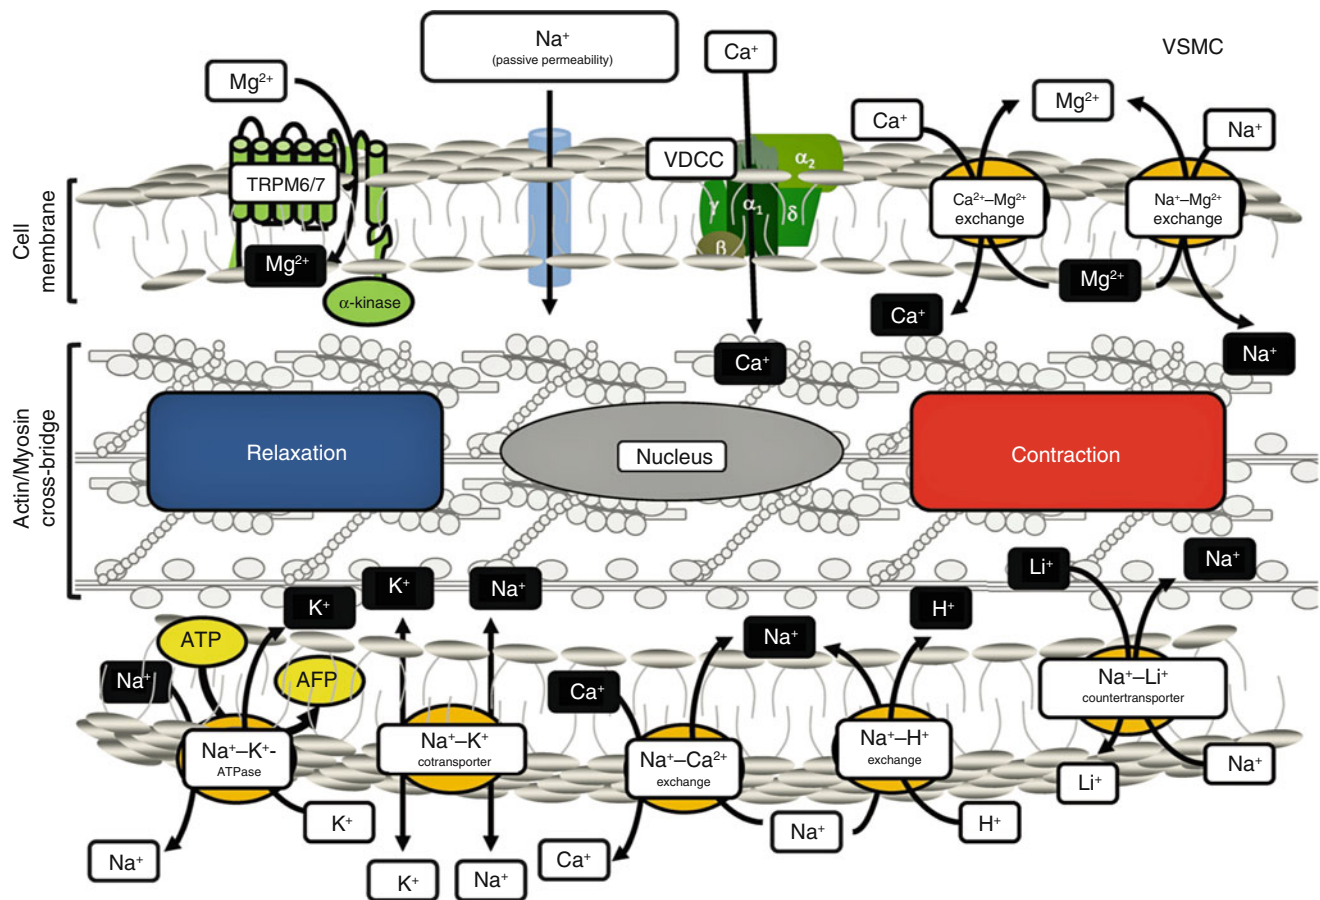 VSMC
Na⁺
(passive permeability)
Ca⁺
Mg²⁺
Mg²⁺
Ca⁺
Na⁺
VDCC
α₂
TRPM6/7
γ
α₁
δ
β
Ca²⁺–Mg²⁺
exchange
Na⁺–Mg²⁺
exchange
Cell
membrane
Mg²⁺
Mg²⁺
α-kinase
Ca⁺
Ca⁺
Na⁺
Actin/Myosin
cross-bridge
Relaxation
Nucleus
Contraction
K⁺
K⁺
Na⁺
H⁺
Li⁺
Na⁺
ATP
Na⁺
AFP
Na⁺
Ca⁺
Na⁺–K⁺-
ATPase
Na⁺–K⁺
cotransporter
Na⁺–Ca²⁺
exchange
Na⁺–H⁺
exchange
Na⁺–Li⁺
countertransporter
Li⁺
Na⁺
K⁺
Na⁺
H⁺
Na⁺
K⁺
Na⁺
Ca⁺